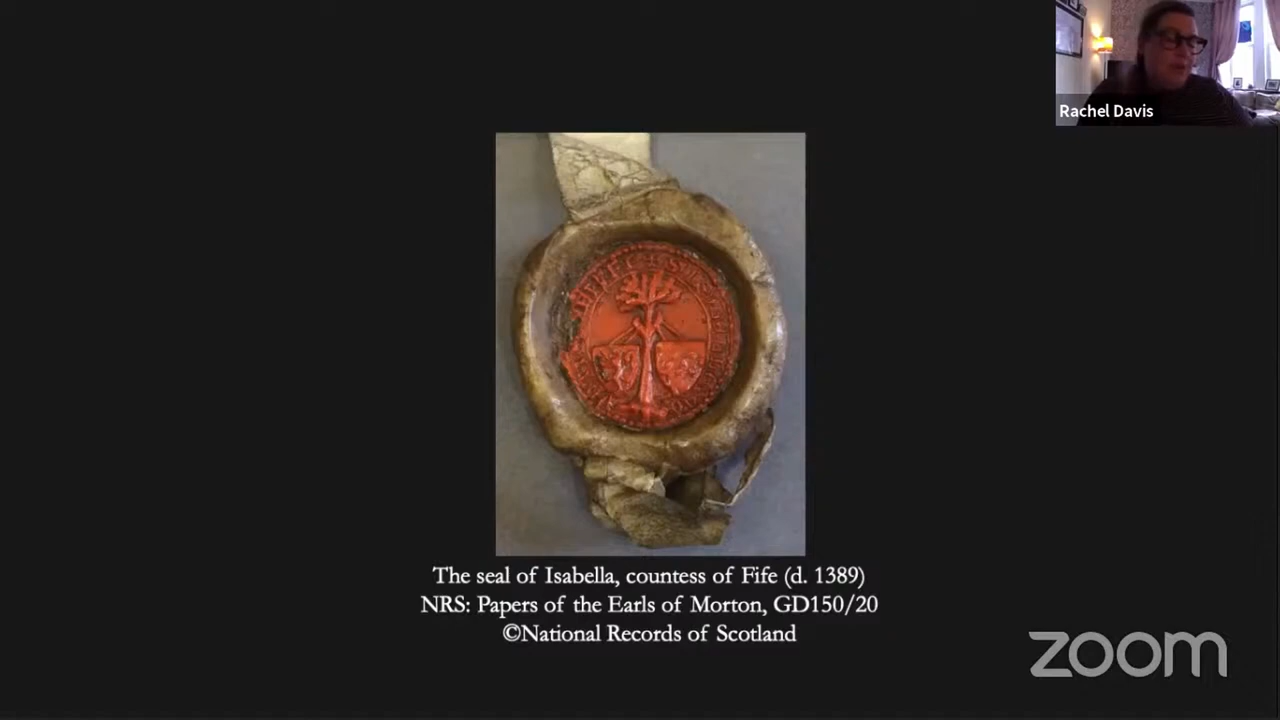 Rachel Davis
The seal of Isabella, countess of Fife (d. 1389)
NRS: Papers of the Earls of Morton, GD150/20
©National Records of Scotland
zoom